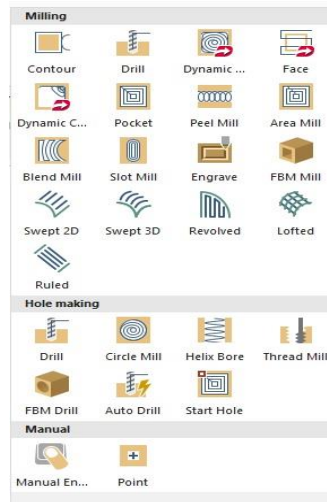 Milling
Contour Drill Dynamic ... Face
Dynamic C... Pocket Peel Mill Area Mill
Blend Mill Slot Mill Engrave FBM Mill
Swept 2D Swept 3D Revolved Lofted
Ruled
Hole making
Drill Circle Mill Helix Bore Thread Mill
FBM Drill Auto Drill Start Hole
Manual
Manual En... Point